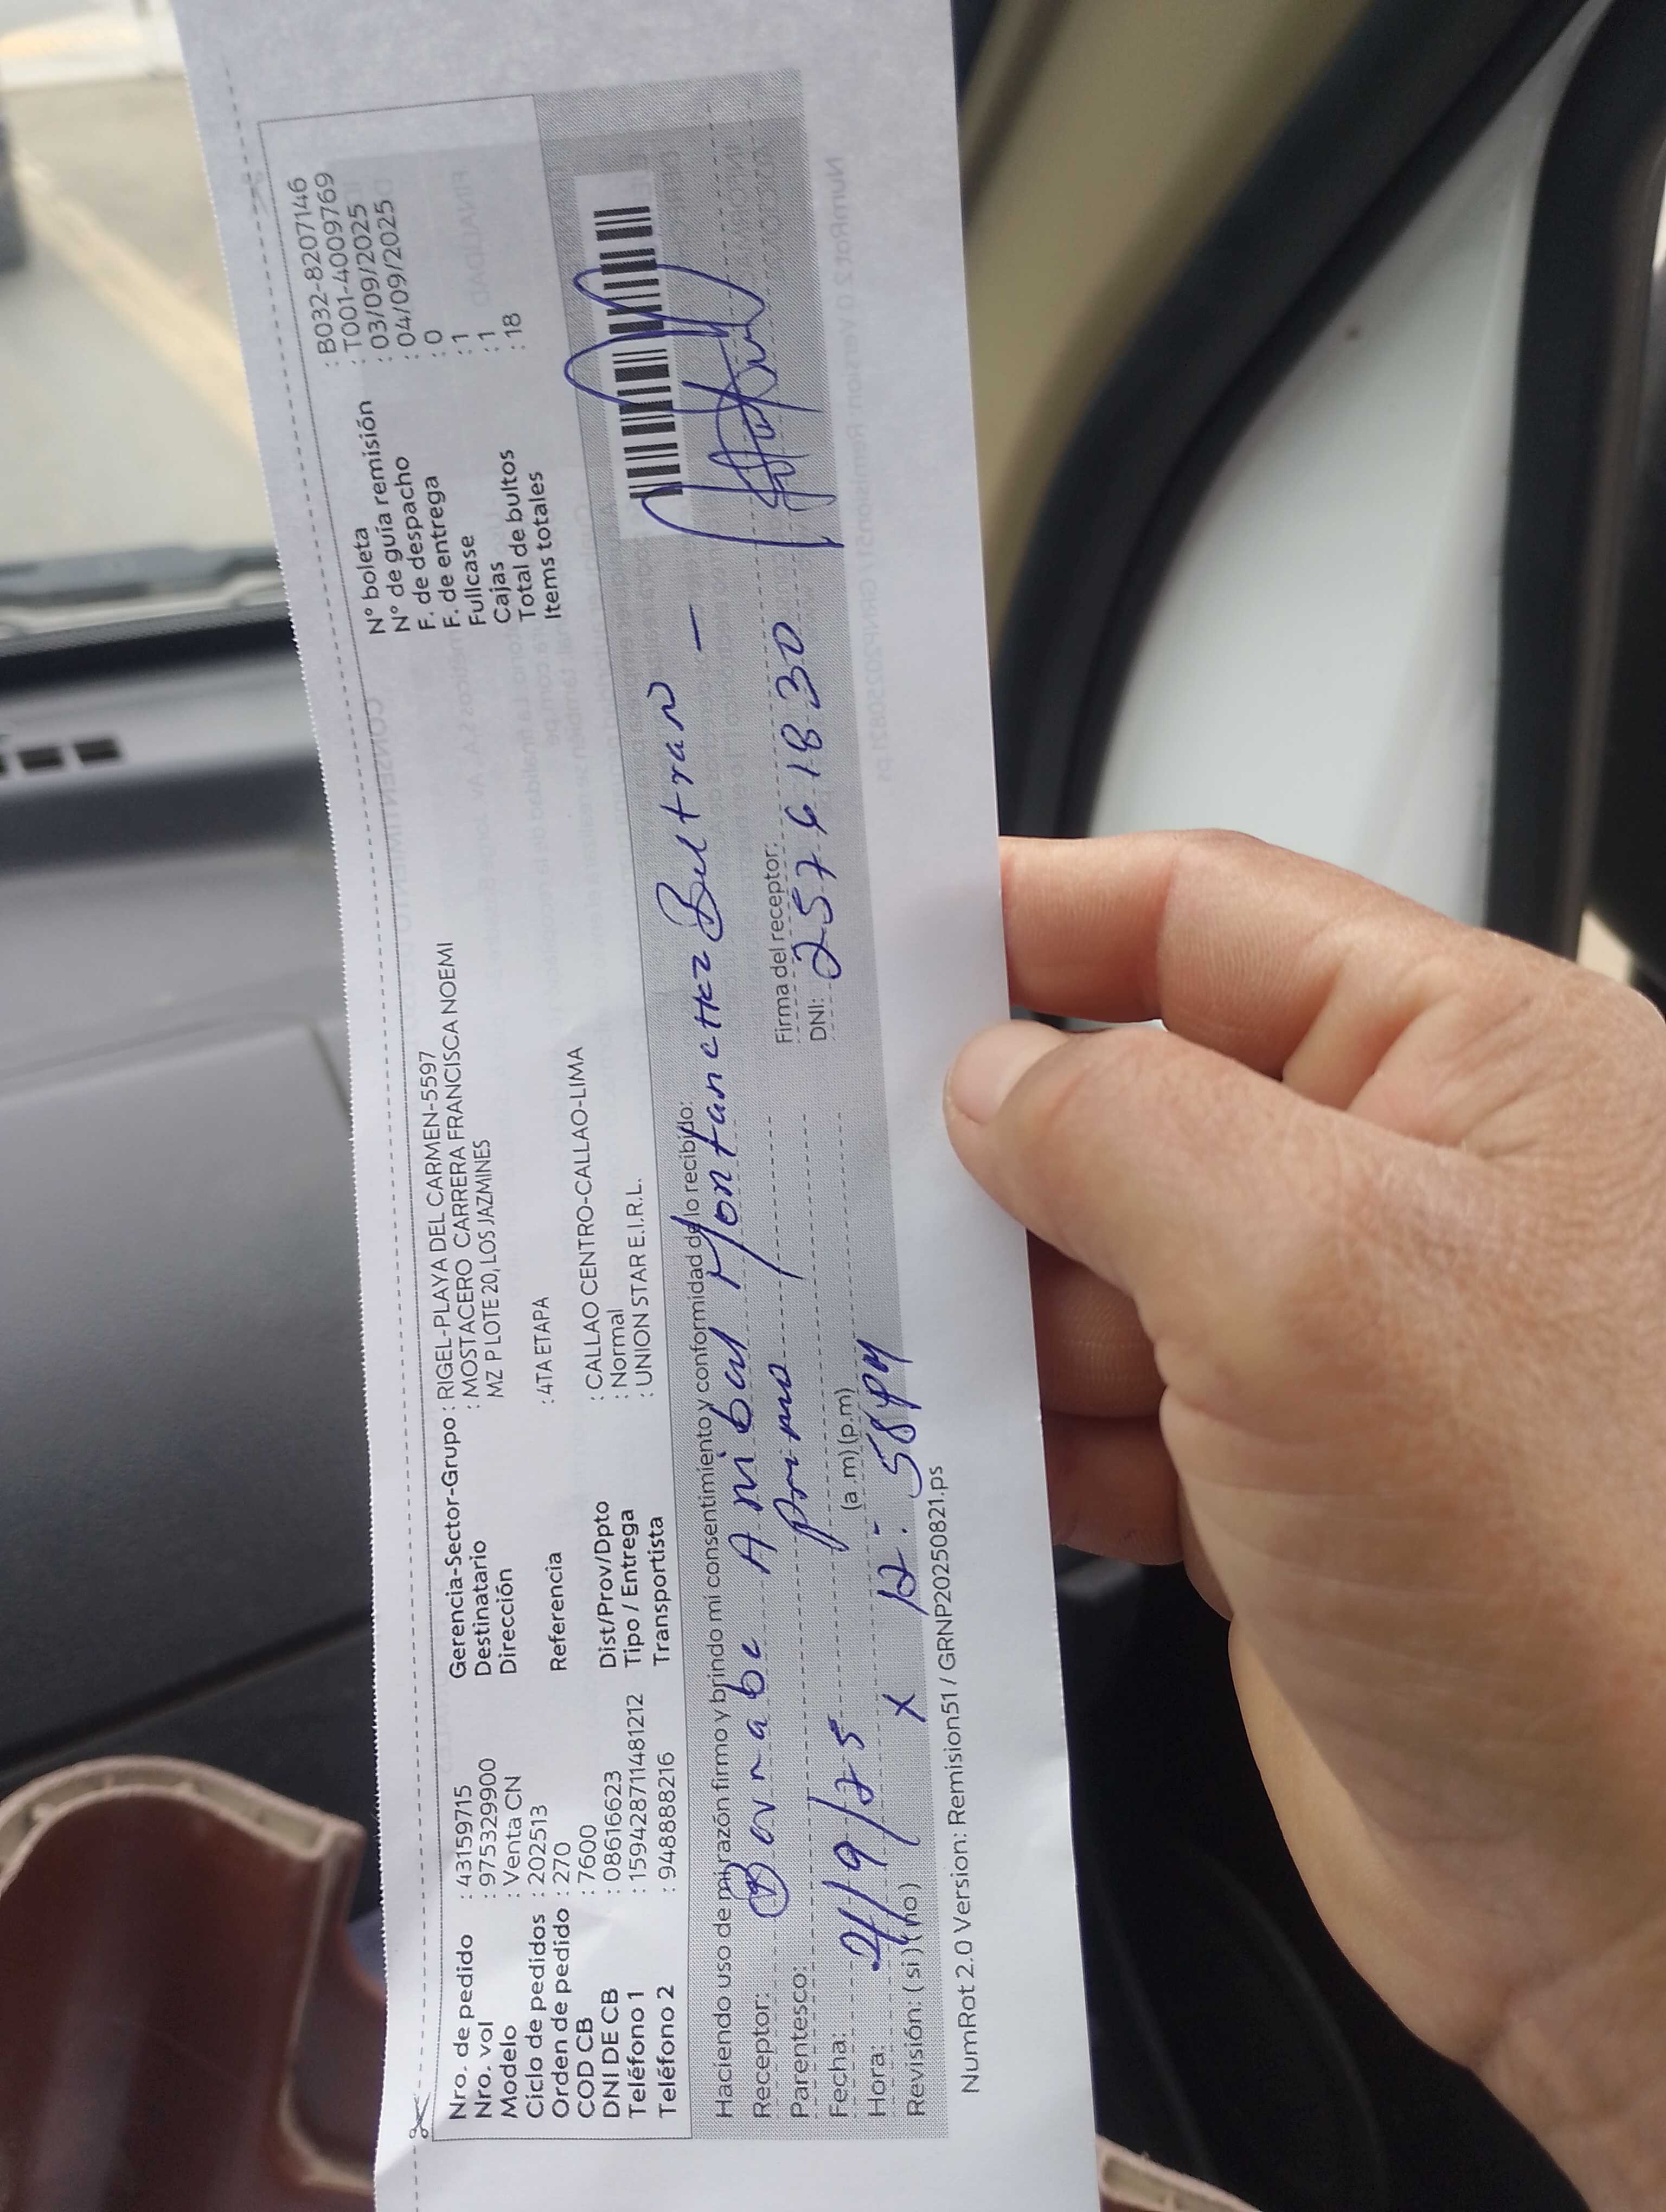 Nro. de pedido : 43159715
Nro. vol : 975329900
Modelo : Venta CN
Ciclo de pedidos : 202513
Orden de pedido : 270
COD CB : 7600
DNI DE CB : 08616623
Teléfono 1 : 15942871148 1212
Teléfono 2 : 948888216
Gerencia-Sector-Grupo : RIGEL-PLAYA DEL CARMEN-5597
Destinatario : MOSTACERO CARRERA FRANCISCA NOEMI
Dirección MZ P LOTE 20, LOS JAZMINES
Referencia : 4TA ETAPA
Dist/Prov/Dpto : CALLAO CENTRO-CALLAO-LIMA
Tipo / Entrega : Normal
Transportista : UNION STAR E.I.R.L.
N° boleta : B032-8207146
N° de guía remisión : T001-4009769
F. de despacho : 03/09/2025
F. de entrega : 04/09/2025
Fullcase : 0
Cajas : 1
Total de bultos : 1
Items totales : 18
Haciendo uso de mi razón firmo y brindo mi consentimiento y conformidad de lo recibido:
Receptor: Bernabe Anibal Montañez Beltran
Parentesco: Primo
Firma del receptor:
Fecha: 4/9/25
DNI: 25761830
Hora: (a.m) (p.m) 12:58 PM
Revisión: ( si ) ( no ) X
NumRot 2.0 Version: Remision51 / GRNP20250821.ps